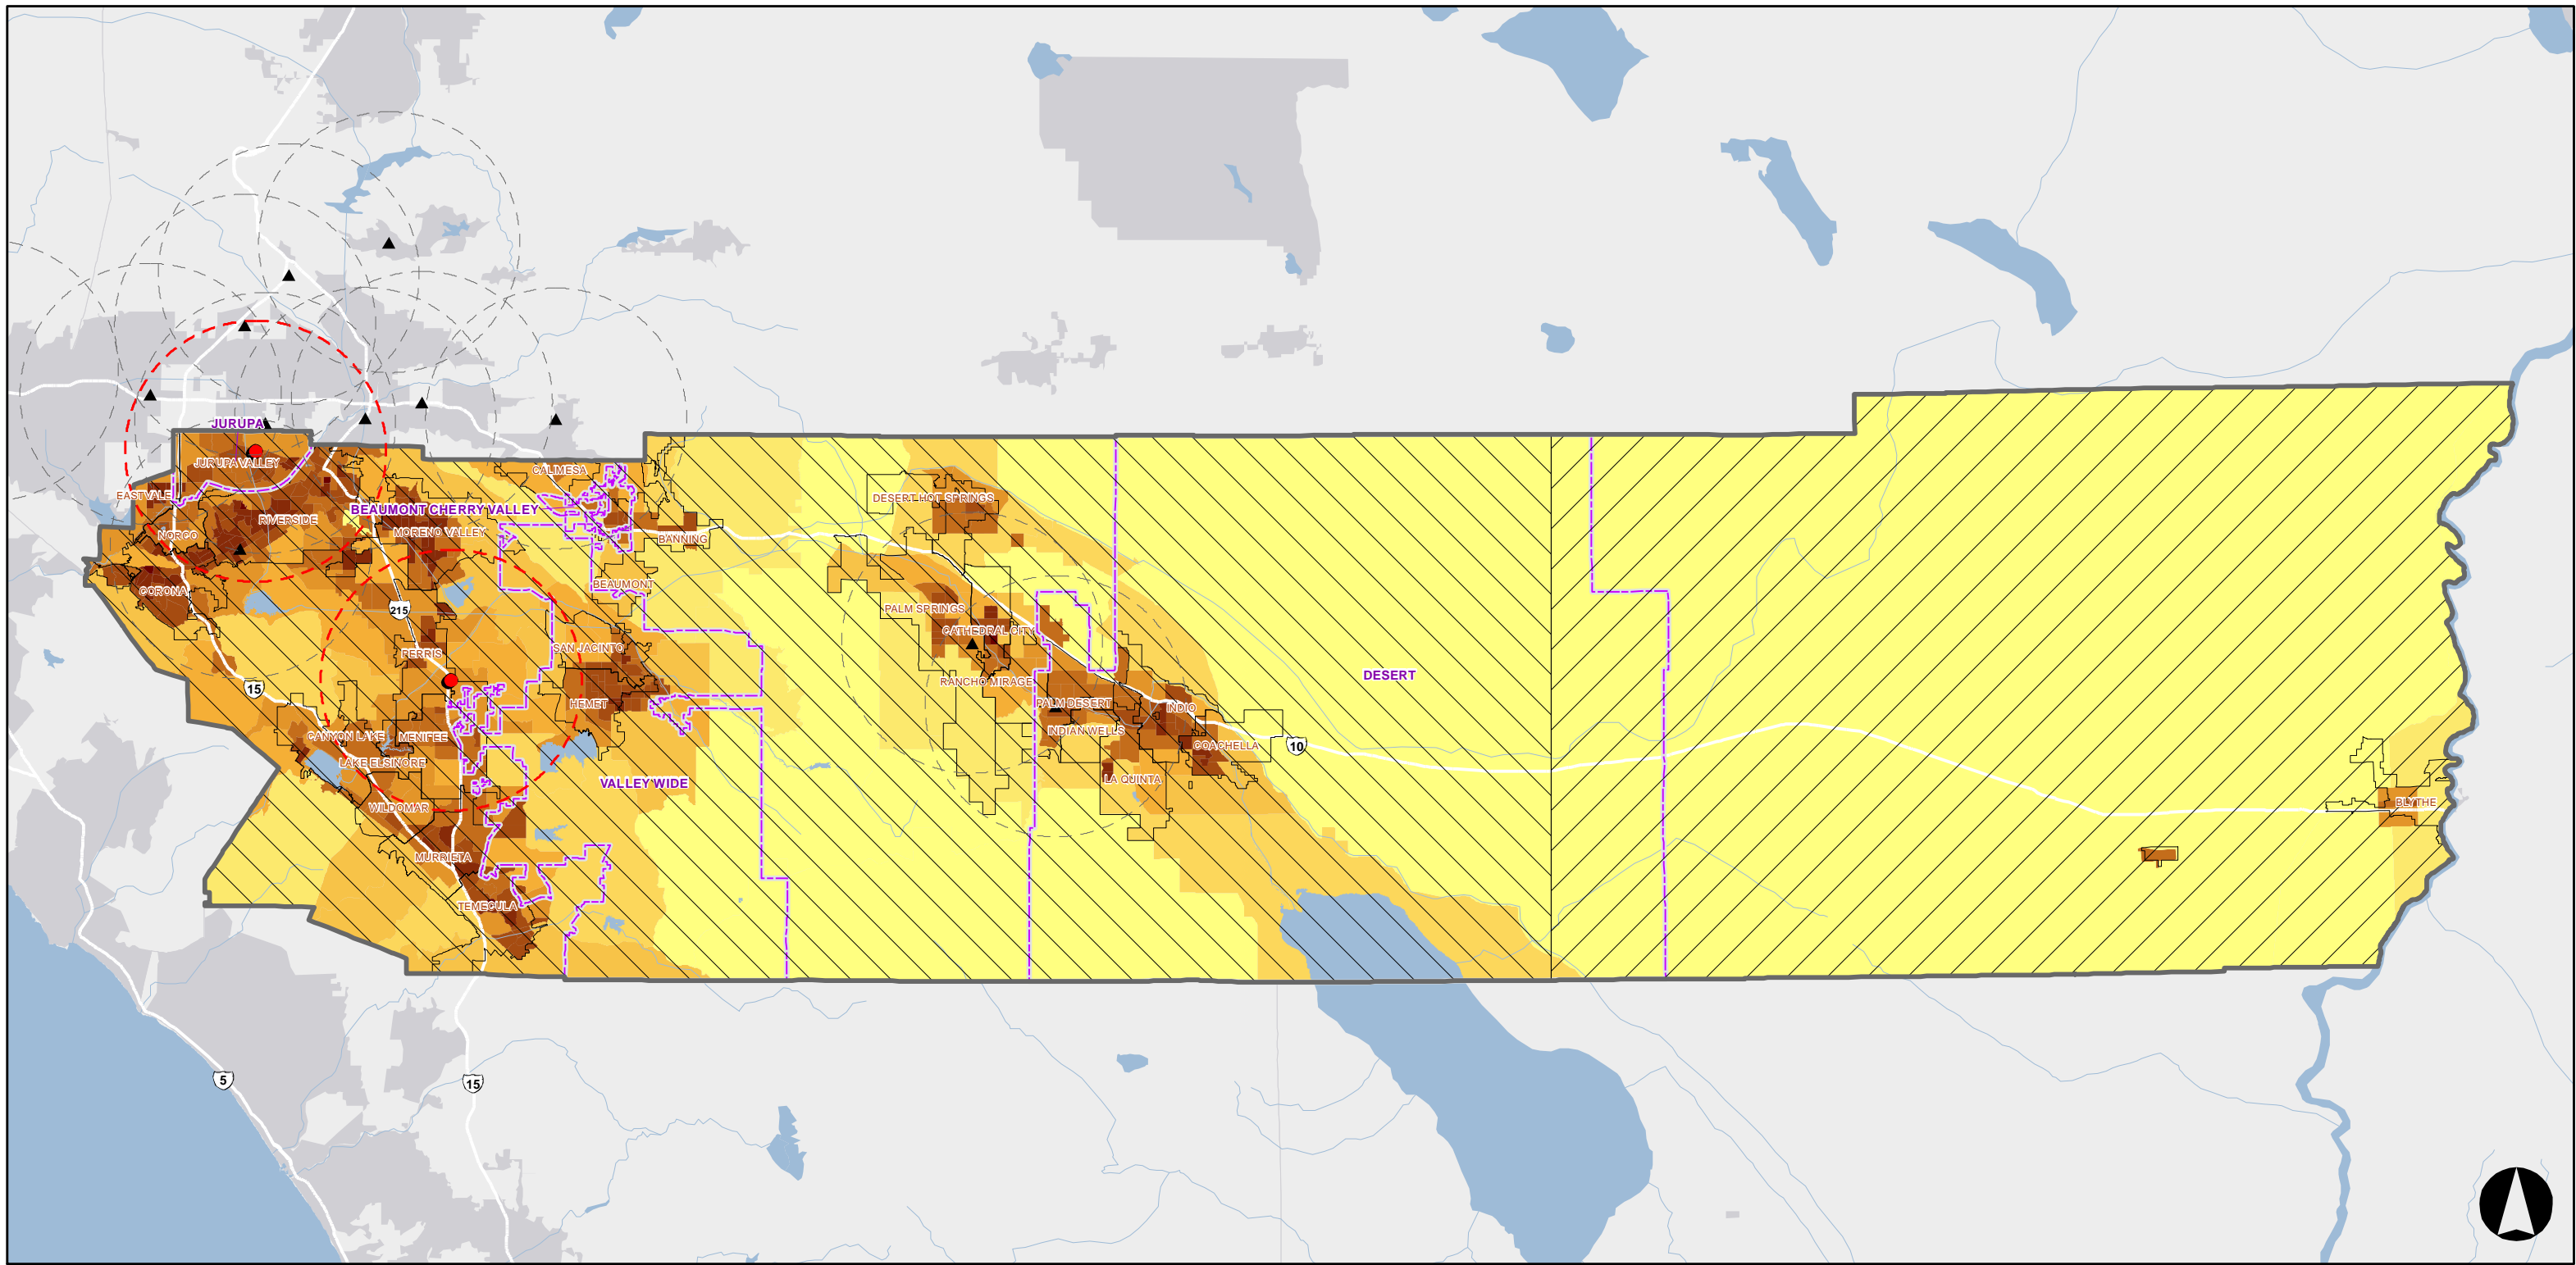 JURUPA
JURUPA VALLEY
CALIMESA
EASTVALE
DESERT HOT SPRINGS
BEAUMONT CHERRY VALLEY
RIVERSIDE
MORENO VALLEY
NORCO
BANNING
BEAUMONT
CORONA
215
PALM SPRINGS
CATHEDRAL CITY
SAN JACINTO
PERRIS
DESERT
RANCHO MIRAGE
15
HEMET
PALM DESERT
INDIO
INDIAN WELLS
CANYON LAKE
MENIFEE
COACHELLA
10
LAKE ELSINORE
LA QUINTA
VALLEY WIDE
WILDOMAR
BLYTHE
MURRIETA
TEMECULA
5
15